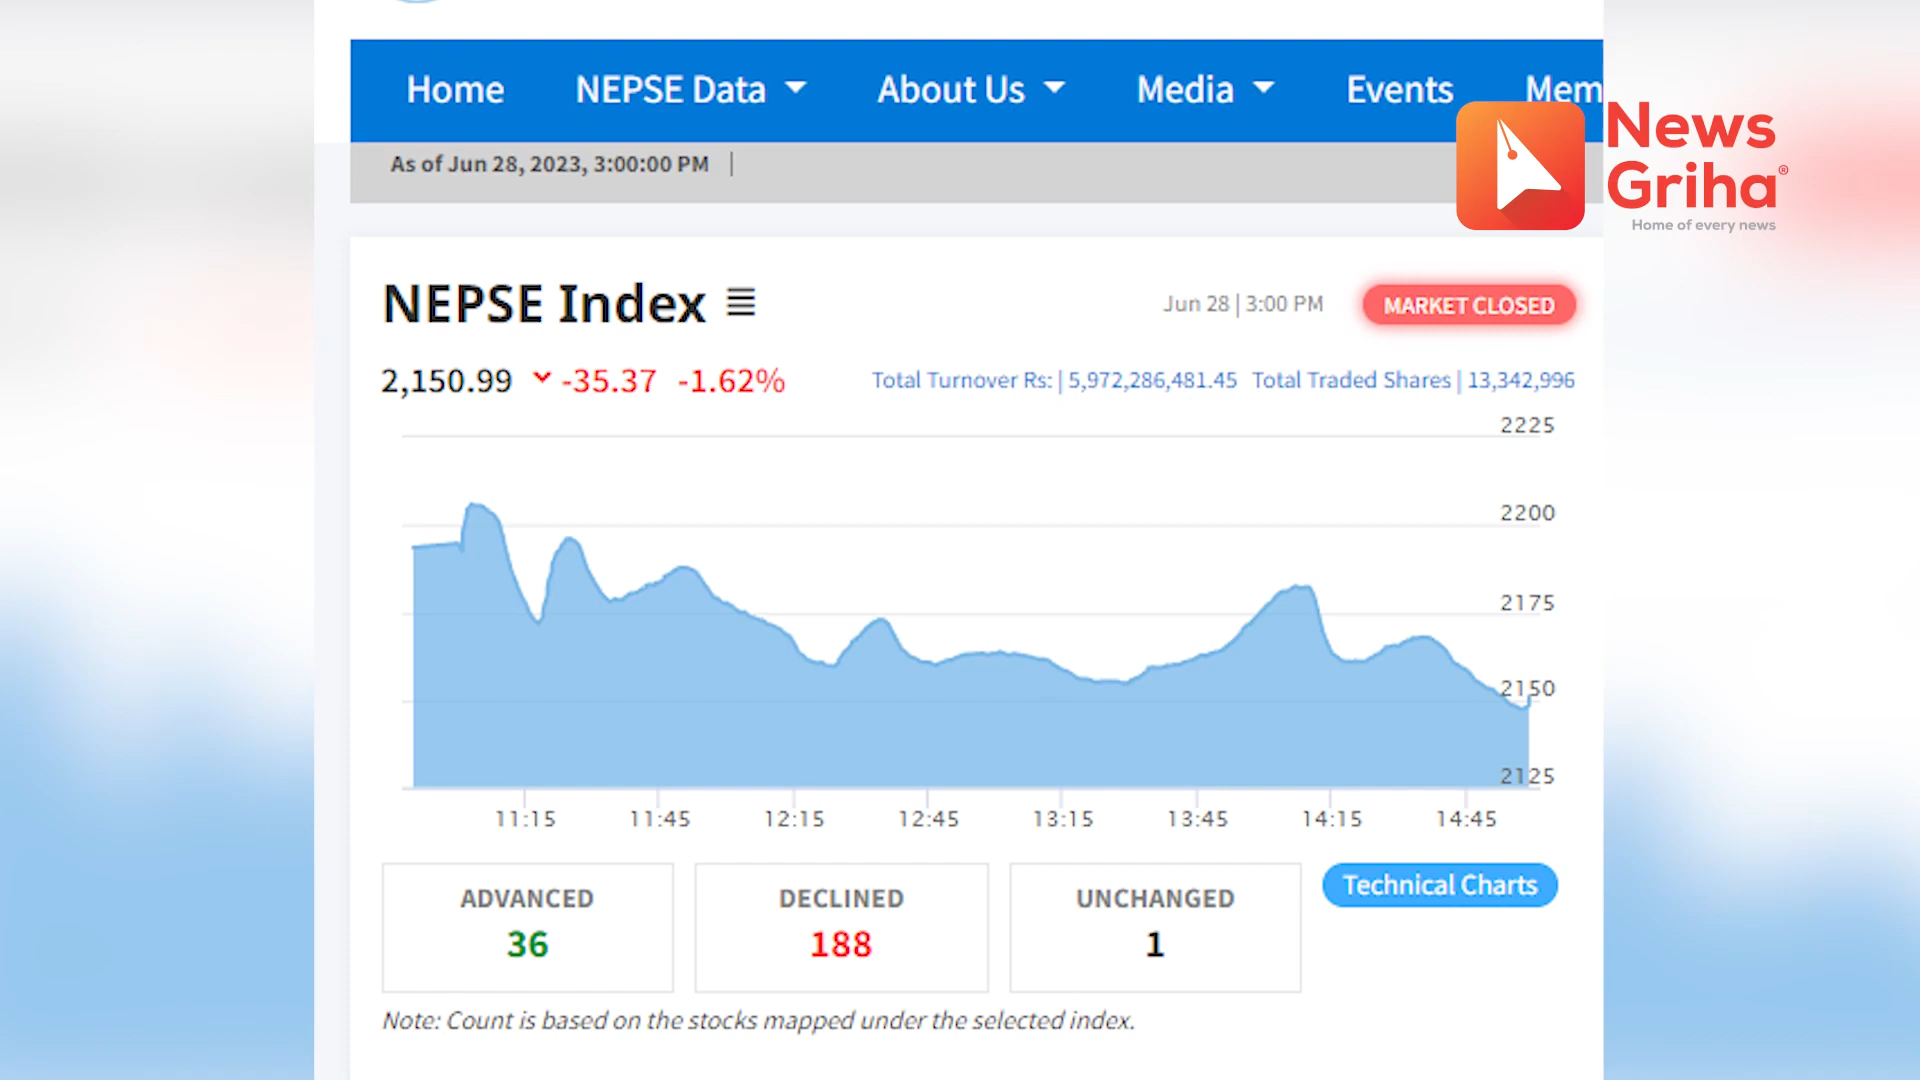 Home NEPSE Data About Us Media Events Mem
As of Jun 28, 2023, 3:00:00 PM |
News
Griha®
Home of every news
NEPSE Index
Jun 28 | 3:00 PM MARKET CLOSED
2,150.99 -35.37 -1.62% Total Turnover Rs: | 5,972,286,481.45 Total Traded Shares | 13,342,996
2225
2200
2175
2150
2125
11:15 11:45 12:15 12:45 13:15 13:45 14:15 14:45
ADVANCED DECLINED UNCHANGED Technical Charts
36 188 1
Note: Count is based on the stocks mapped under the selected index.